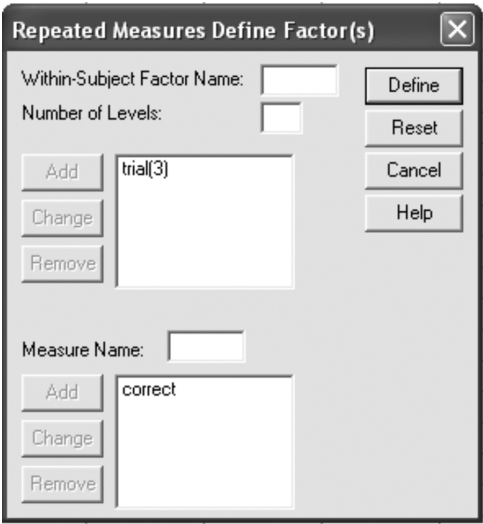 Repeated Measures Define Factor(s)
Within-Subject Factor Name:
Define
Number of Levels:
Reset
Add
trial(3)
Cancel
Change
Help
Remove
Measure Name:
Add
correct
Change
Remove